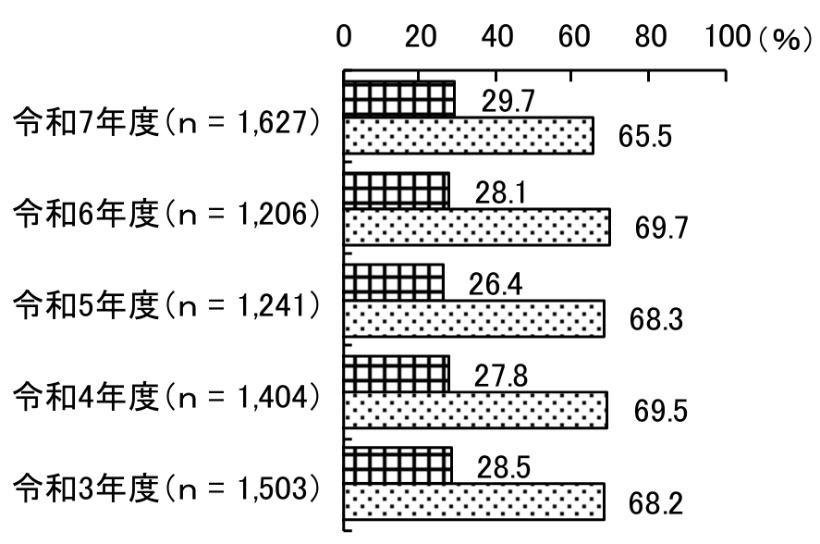 0 20 40 60 80 100 (%)
令和7年度(n = 1,627) 29.7
65.5
令和6年度(n = 1,206) 28.1
69.7
令和5年度(n = 1,241) 26.4
68.3
令和4年度(n = 1,404) 27.8
69.5
令和3年度(n = 1,503) 28.5
68.2